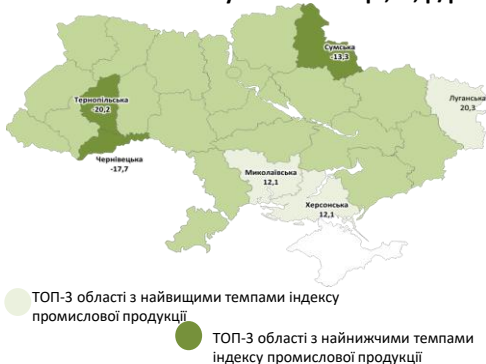 Сумська
-13,3
Луганська
20,3
Тернопільська
-20,2
Чернівецька
-17,7
Миколаївська
12,1
Херсонська
12,1
ТОП-3 області з найвищими темпами індексу
промислової продукції
ТОП-3 області з найнижчими темпами
індексу промислової продукції